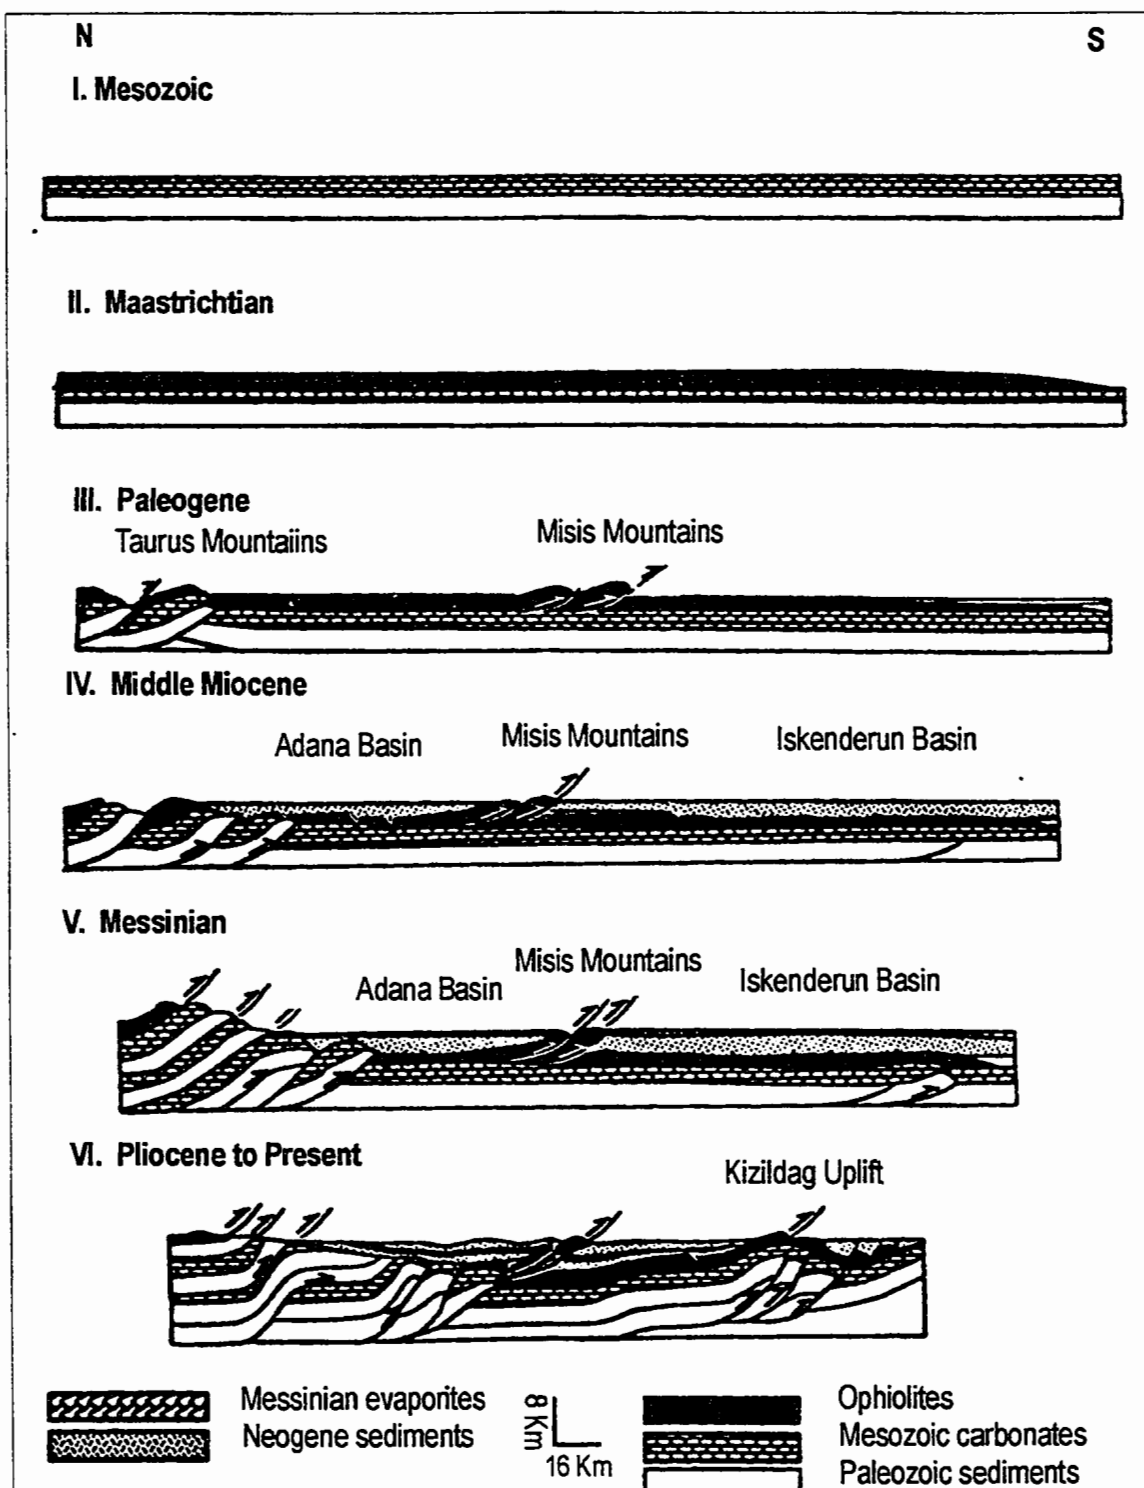 N S
I. Mesozoic
II. Maastrichtian
III. Paleogene
Taurus Mountaiins Misis Mountains
IV. Middle Miocene
Adana Basin Misis Mountains Iskenderun Basin
V. Messinian
Adana Basin Misis Mountains Iskenderun Basin
VI. Pliocene to Present
Kizildag Uplift
Messinian evaporites
Neogene sediments
8 Km
16 Km
Ophiolites
Mesozoic carbonates
Paleozoic sediments